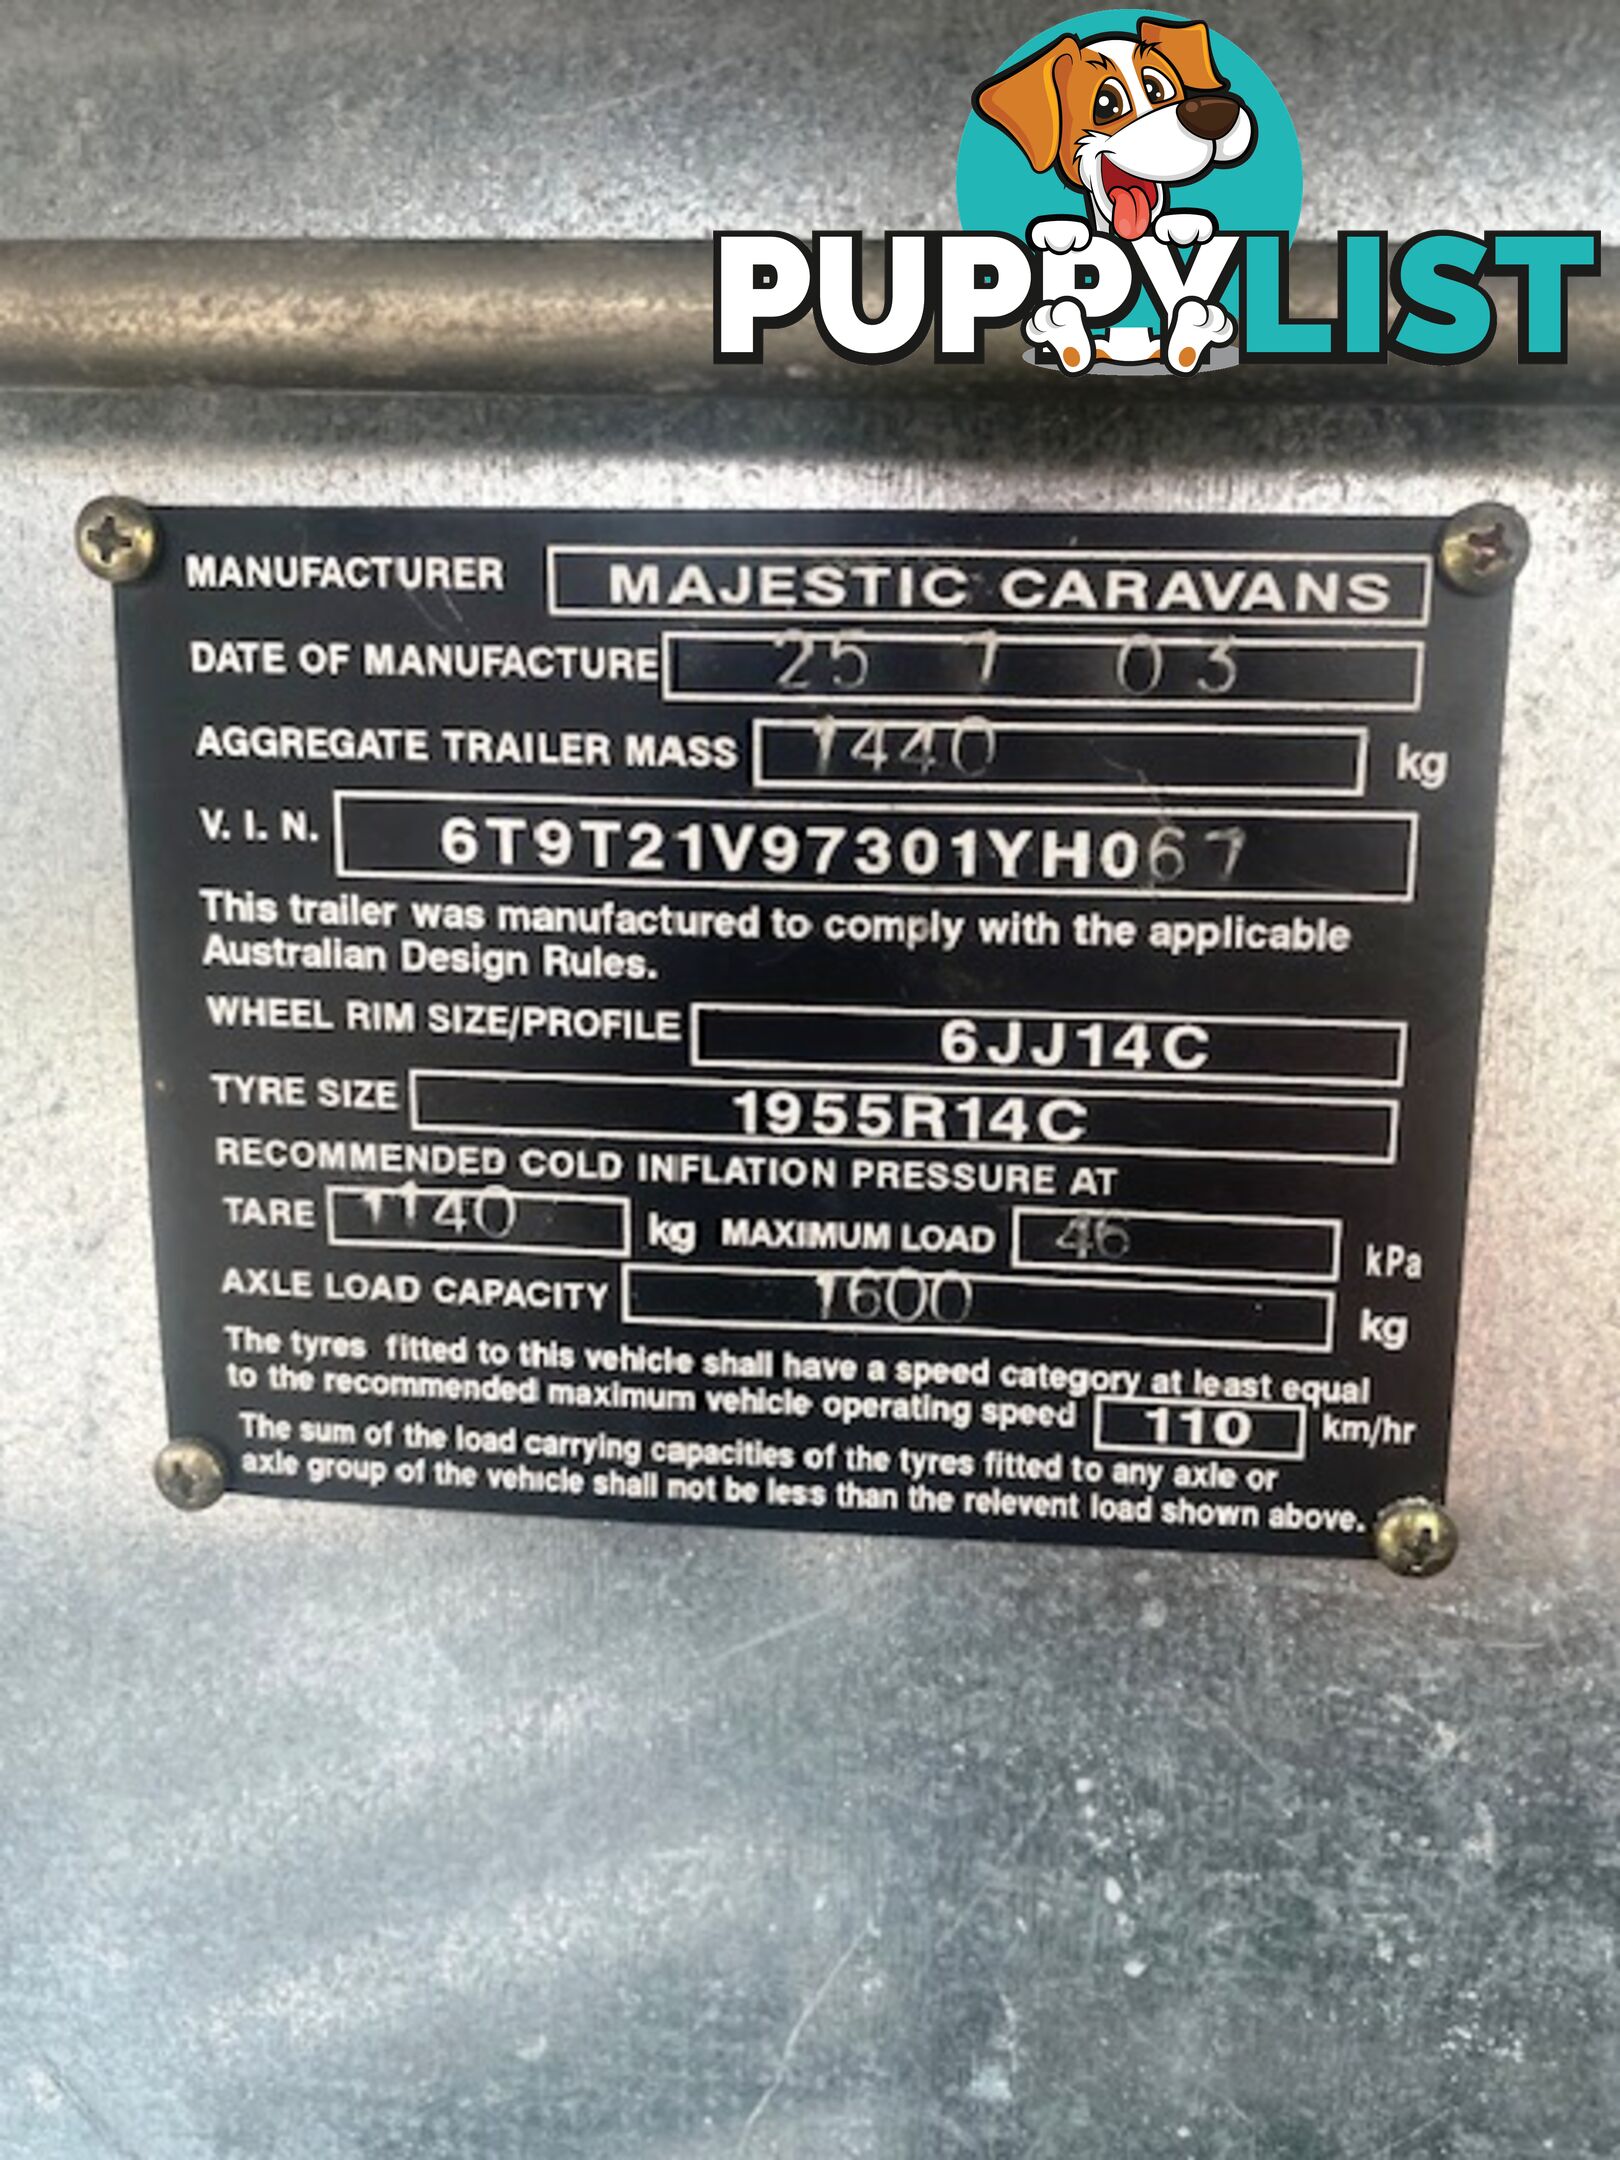 PUPPYLIST
MANUFACTURER MAJESTIC CARAVANS
DATE OF MANUFACTURE 25 7 03
AGGREGATE TRAILER MASS 1440 kg
V. I. N. 6T9T21V97301YH067
This trailer was manufactured to comply with the applicable
Australian Design Rules.
WHEEL RIM SIZE/PROFILE 6JJ14C
TYRE SIZE 1955R14C
RECOMMENDED COLD INFLATION PRESSURE AT
TARE 1140 kg MAXIMUM LOAD 46 kPa
AXLE LOAD CAPACITY 1600 kg
The tyres fitted to this vehicle shall have a speed category at least equal
to the recommended maximum vehicle operating speed 110 km/hr
The sum of the load carrying capacities of the tyres fitted to any axle or
axle group of the vehicle shall not be less than the relevent load shown above.